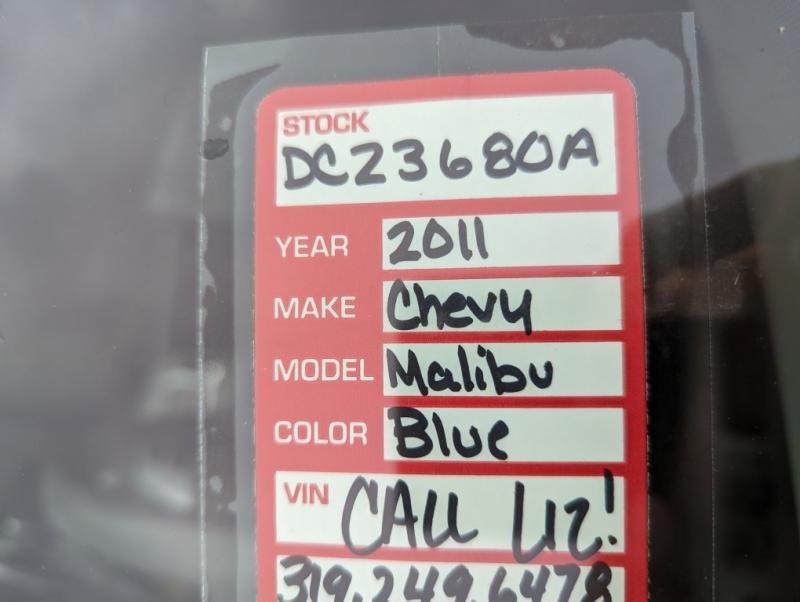 STOCK
DC23680A
YEAR 2011
MAKE Chevy
MODEL Malibu
COLOR Blue
VIN CALL LIZ!
319.249.6478